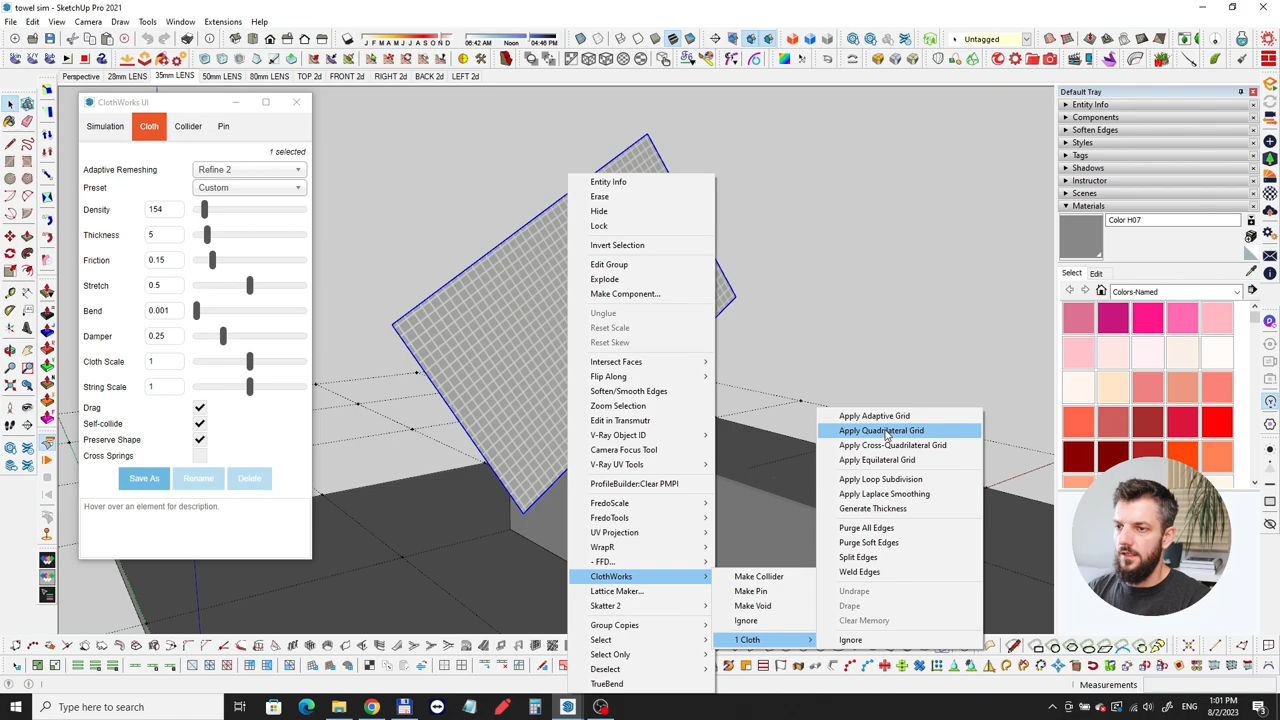 towel sim - SketchUp Pro 2021
File Edit View Camera Draw Tools Window Extensions Help
J F M A M J J A S O N D
06:42 AM Noon 04:46 PM
Untagged
Perspective 28mm LENS 35mm LENS 50mm LENS 80mm LENS TOP 2d FRONT 2d RIGHT 2d BACK 2d LEFT 2d
ClothWorks UI
Simulation Cloth Collider Pin
1 selected
Adaptive Remeshing Refine 2
Preset Custom
Density 154
Thickness 5
Friction 0.15
Stretch 0.5
Bend 0.001
Damper 0.25
Cloth Scale 1
String Scale 1
Drag
Self-collide
Preserve Shape
Cross Springs
Save As Rename Delete
Hover over an element for description.
Entity Info
Erase
Hide
Lock
Invert Selection
Edit Group
Explode
Make Component...
Unglue
Reset Scale
Reset Skew
Intersect Faces
Flip Along
Soften/Smooth Edges
Zoom Selection
Edit in Transmutr
V-Ray Object ID
Camera Focus Tool
V-Ray UV Tools
ProfileBuilder:Clear PMPI
FredoScale
FredoTools
UV Projection
WrapR
- FFD...
ClothWorks
Lattice Maker...
Skatter 2
Group Copies
Select
Select Only
Deselect
TrueBend
Make Collider
Make Pin
Make Void
Ignore
1 Cloth
Apply Adaptive Grid
Apply Quadrilateral Grid
Apply Cross-Quadrilateral Grid
Apply Equilateral Grid
Apply Loop Subdivision
Apply Laplace Smoothing
Generate Thickness
Purge All Edges
Purge Soft Edges
Split Edges
Weld Edges
Undrape
Drape
Clear Memory
Ignore
Default Tray
Entity Info
Components
Soften Edges
Styles
Tags
Shadows
Instructor
Scenes
Materials
Color H07
Select Edit
Colors-Named
Measurements
Type here to search
1:01 PM
8/2/2023